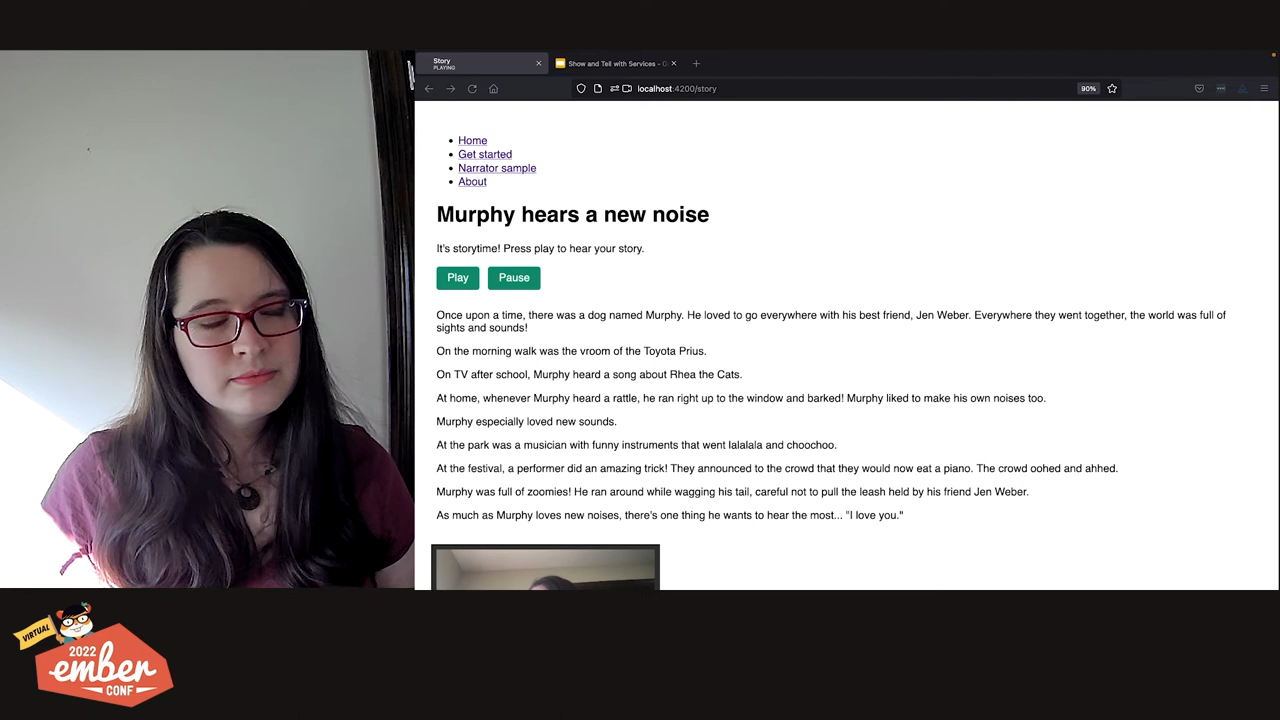 Story
PLAYING
Show and Tell with Services - G
localhost:4200/story
90%
Home
Get started
Narrator sample
About
Murphy hears a new noise
It's storytime! Press play to hear your story.
Play Pause
Once upon a time, there was a dog named Murphy. He loved to go everywhere with his best friend, Jen Weber. Everywhere they went together, the world was full of
sights and sounds!
On the morning walk was the vroom of the Toyota Prius.
On TV after school, Murphy heard a song about Rhea the Cats.
At home, whenever Murphy heard a rattle, he ran right up to the window and barked! Murphy liked to make his own noises too.
Murphy especially loved new sounds.
At the park was a musician with funny instruments that went lalalala and choochoo.
At the festival, a performer did an amazing trick! They announced to the crowd that they would now eat a piano. The crowd oohed and ahhed.
Murphy was full of zoomies! He ran around while wagging his tail, careful not to pull the leash held by his friend Jen Weber.
As much as Murphy loves new noises, there's one thing he wants to hear the most... "I love you."
VIRTUAL
2022
ember
CONF